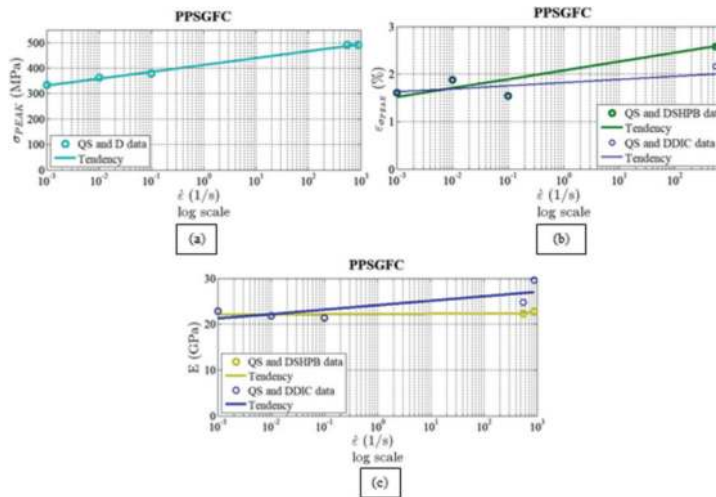 PPSGFC
500
400
300
200
100
0
σPEAK (MPa)
QS and D data
Tendency
10⁻³ 10⁻² 10⁻¹ 10⁰ 10¹ 10² 10³
ε̇ (1/s)
log scale
(a)
PPSGFC
3
2
1
0
εσPEAK (%)
QS and DSHPB dat
Tendency
QS and DDIC data
Tendency
10⁻³ 10⁻² 10⁻¹ 10⁰ 10¹ 10²
ε̇ (1/s)
log scale
(b)
PPSGFC
30
20
10
0
E (GPa)
QS and DSHPB data
Tendency
QS and DDIC data
Tendency
10⁻³ 10⁻² 10⁻¹ 10⁰ 10¹ 10² 10³
ε̇ (1/s)
log scale
(c)